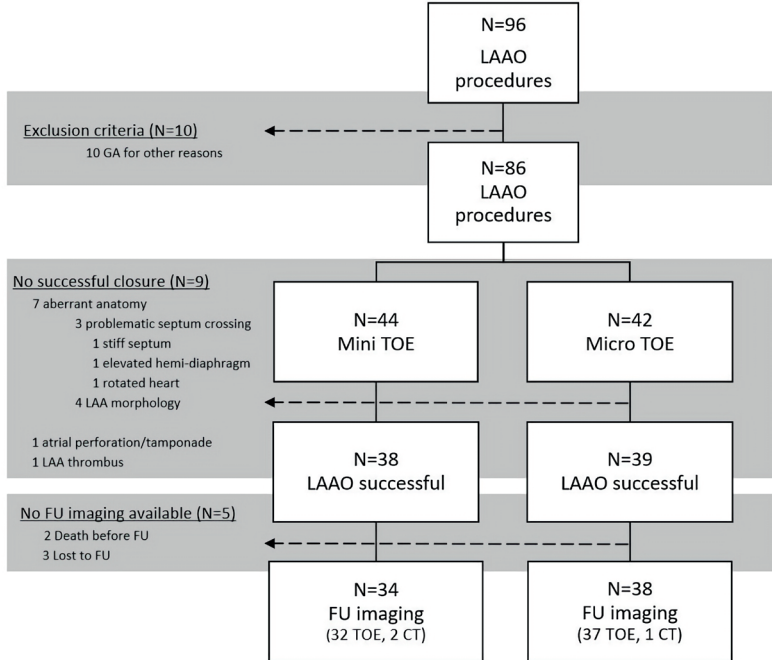 N=96
LAAO
procedures
Exclusion criteria (N=10)
10 GA for other reasons
N=86
LAAO
procedures
No successful closure (N=9)
7 aberrant anatomy
3 problematic septum crossing
1 stiff septum
1 elevated hemi-diaphragm
1 rotated heart
4 LAA morphology
1 atrial perforation/tamponade
1 LAA thrombus
N=44
Mini TOE
N=42
Micro TOE
N=38
LAAO successful
N=39
LAAO successful
No FU imaging available (N=5)
2 Death before FU
3 Lost to FU
N=34
FU imaging
(32 TOE, 2 CT)
N=38
FU imaging
(37 TOE, 1 CT)